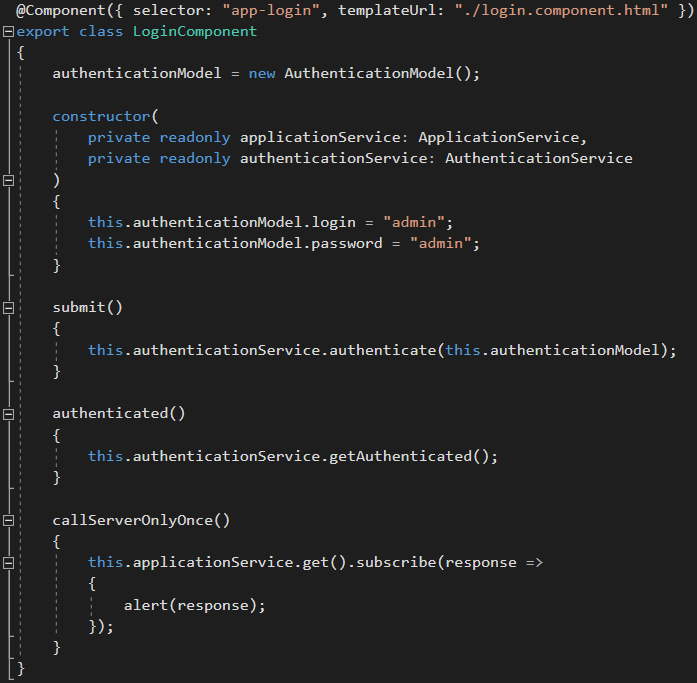 @Component({ selector: "app-login", templateUrl: "./login.component.html" })
export class LoginComponent
{
    authenticationModel = new AuthenticationModel();

    constructor(
        private readonly applicationService: ApplicationService,
        private readonly authenticationService: AuthenticationService
    )
    {
        this.authenticationModel.login = "admin";
        this.authenticationModel.password = "admin";
    }

    submit()
    {
        this.authenticationService.authenticate(this.authenticationModel);
    }

    authenticated()
    {
        this.authenticationService.getAuthenticated();
    }

    callServerOnlyOnce()
    {
        this.applicationService.get().subscribe(response =>
        {
            alert(response);
        });
    }
}